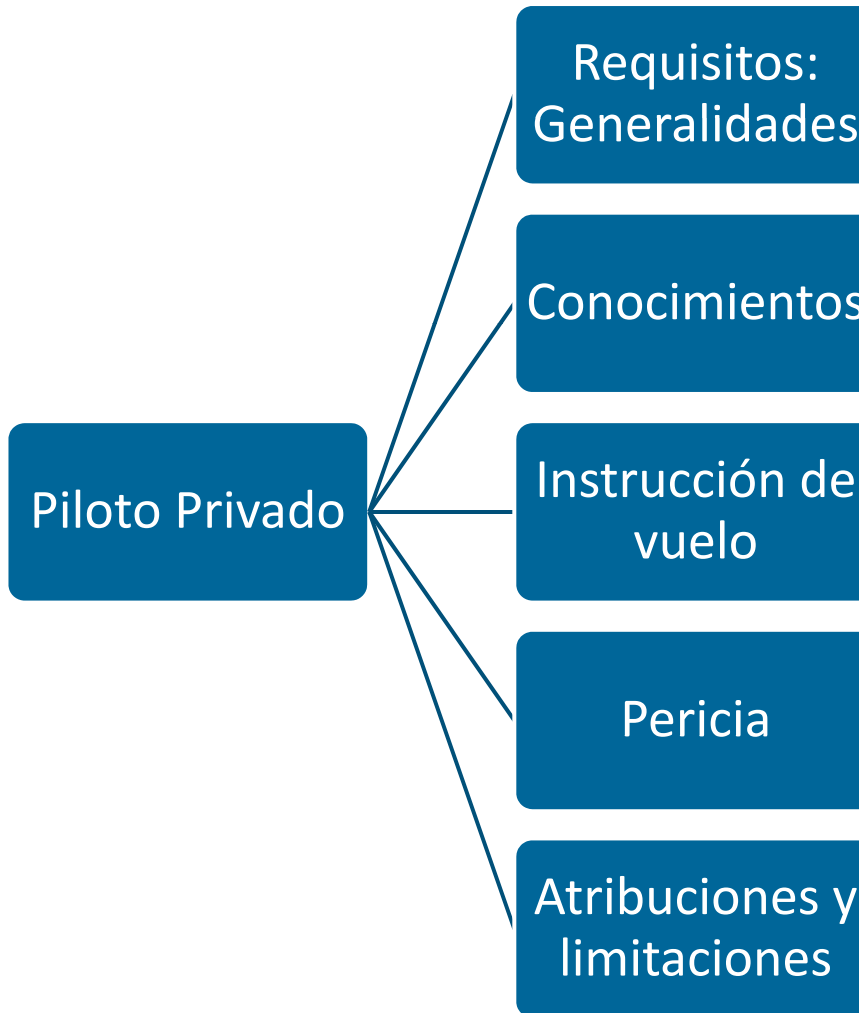 Requisitos:
Generalidades
Conocimientos
Instrucción de
vuelo
Piloto Privado
Pericia
Atribuciones y
limitaciones